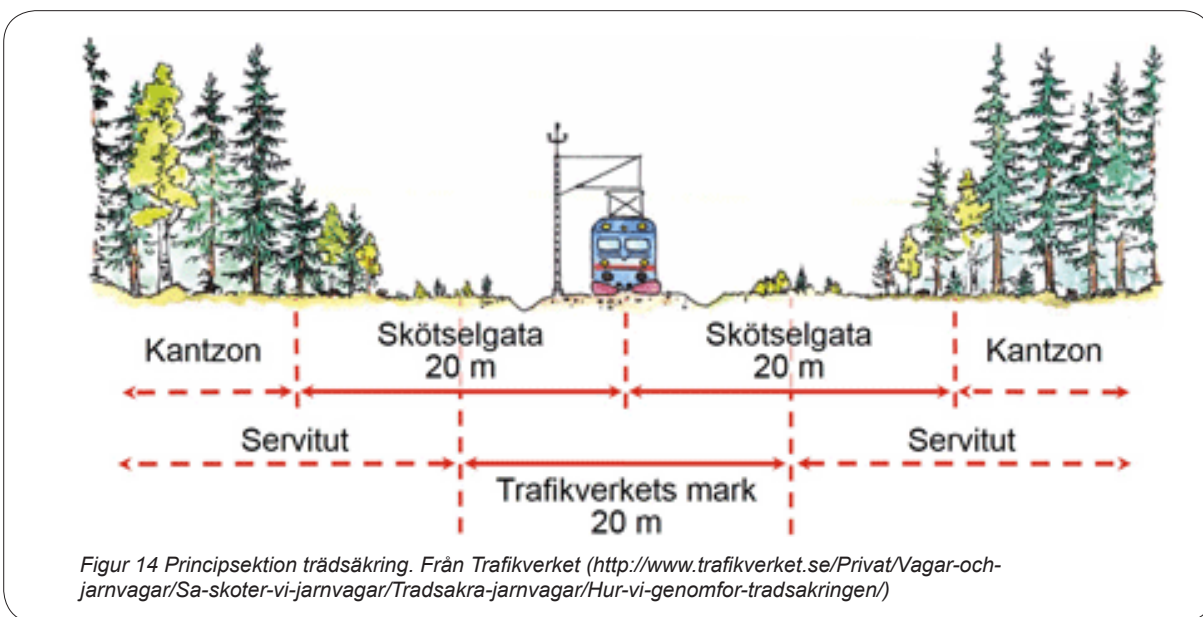 Kantzon
Skötselgata
20 m
Skötselgata
20 m
Kantzon
Servitut
Servitut
Trafikverkets mark
20 m
Figur 14 Principsektion trädsäkring. Från Trafikverket (http://www.trafikverket.se/Privat/Vagar-och-
jarnvagar/Sa-skoter-vi-jarnvagar/Tradsakra-jarnvagar/Hur-vi-genomfor-tradsakringen/)